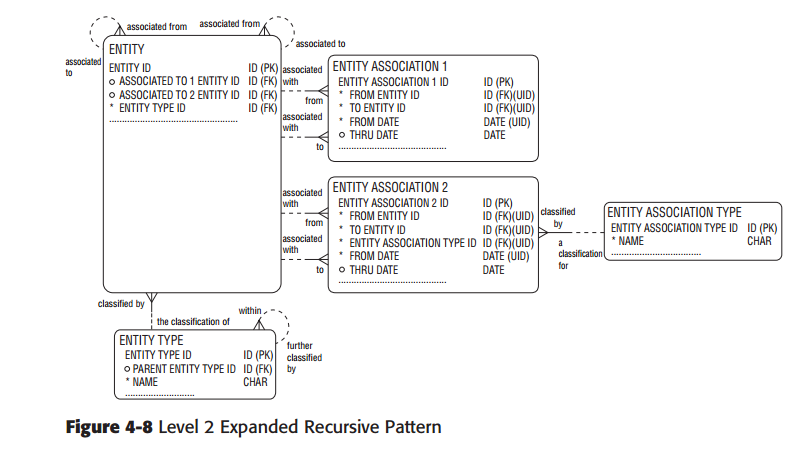 associated from associated from
associated to
associated to
ENTITY
ENTITY ID ID (PK)
o ASSOCIATED TO 1 ENTITY ID ID (FK)
o ASSOCIATED TO 2 ENTITY ID ID (FK)
* ENTITY TYPE ID ID (FK)
associated with
from
associated with
to
ENTITY ASSOCIATION 1
ENTITY ASSOCIATION 1 ID ID (PK)
* FROM ENTITY ID ID (FK)(UID)
* TO ENTITY ID ID (FK)(UID)
* FROM DATE DATE (UID)
o THRU DATE DATE
associated with
from
associated with
to
ENTITY ASSOCIATION 2
ENTITY ASSOCIATION 2 ID ID (PK)
* FROM ENTITY ID ID (FK)(UID)
* TO ENTITY ID ID (FK)(UID)
* ENTITY ASSOCIATION TYPE ID ID (FK)(UID)
* FROM DATE DATE (UID)
o THRU DATE DATE
classified by
a classification for
ENTITY ASSOCIATION TYPE
ENTITY ASSOCIATION TYPE ID ID (PK)
* NAME CHAR
classified by
the classification of
within
further classified by
ENTITY TYPE
ENTITY TYPE ID ID (PK)
o PARENT ENTITY TYPE ID ID (FK)
* NAME CHAR
Figure 4-8 Level 2 Expanded Recursive Pattern